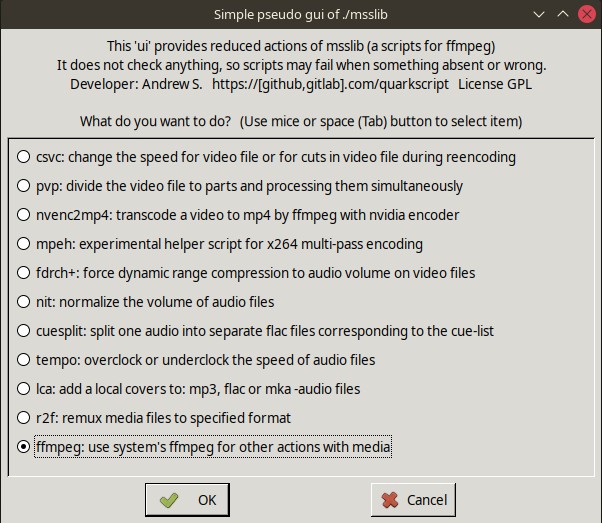 Simple pseudo gui of ./msslib
This 'ui' provides reduced actions of msslib (a scripts for ffmpeg)
It does not check anything, so scripts may fail when something absent or wrong.
Developer: Andrew S.   https://[github,gitlab].com/quarkscript   License GPL
What do you want to do?   (Use mice or space (Tab) button to select item)
csvc: change the speed for video file or for cuts in video file during reencoding
pvp: divide the video file to parts and processing them simultaneously
nvenc2mp4: transcode a video to mp4 by ffmpeg with nvidia encoder
mpeh: experimental helper script for x264 multi-pass encoding
fdrch+: force dynamic range compression to audio volume on video files
nit: normalize the volume of audio files
cuesplit: split one audio into separate flac files corresponding to the cue-list
tempo: overclock or underclock the speed of audio files
lca: add a local covers to: mp3, flac or mka -audio files
r2f: remux media files to specified format
ffmpeg: use system's ffmpeg for other actions with media
OK
Cancel